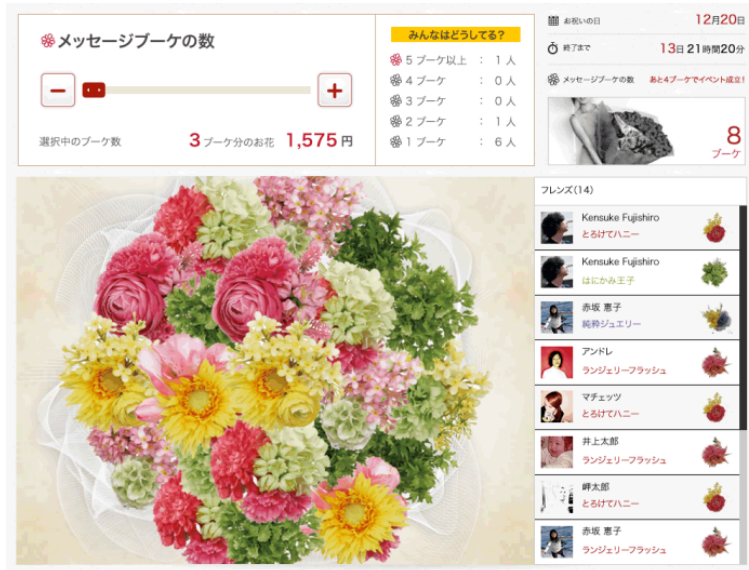 メッセージブーケの数
選択中のブーケ数 3ブーケ分のお花 1,575円
みんなはどうしてる?
5 ブーケ以上 : 1 人
4 ブーケ : 0 人
3 ブーケ : 0 人
2 ブーケ : 1 人
1 ブーケ : 6 人
お祝いの日 12月20日
終了まで 13日 21時間20分
メッセージブーケの数 あと4ブーケでイベント成立!
8
ブーケ
フレンズ(14)
Kensuke Fujishiro
とろけてハニー
Kensuke Fujishiro
はにかみ王子
赤坂 恵子
純粋ジュエリー
アンドレ
ランジェリーフラッシュ
マチェッツ
とろけてハニー
井上太郎
ランジェリーフラッシュ
岬太郎
とろけてハニー
赤坂 恵子
ランジェリーフラッシュ